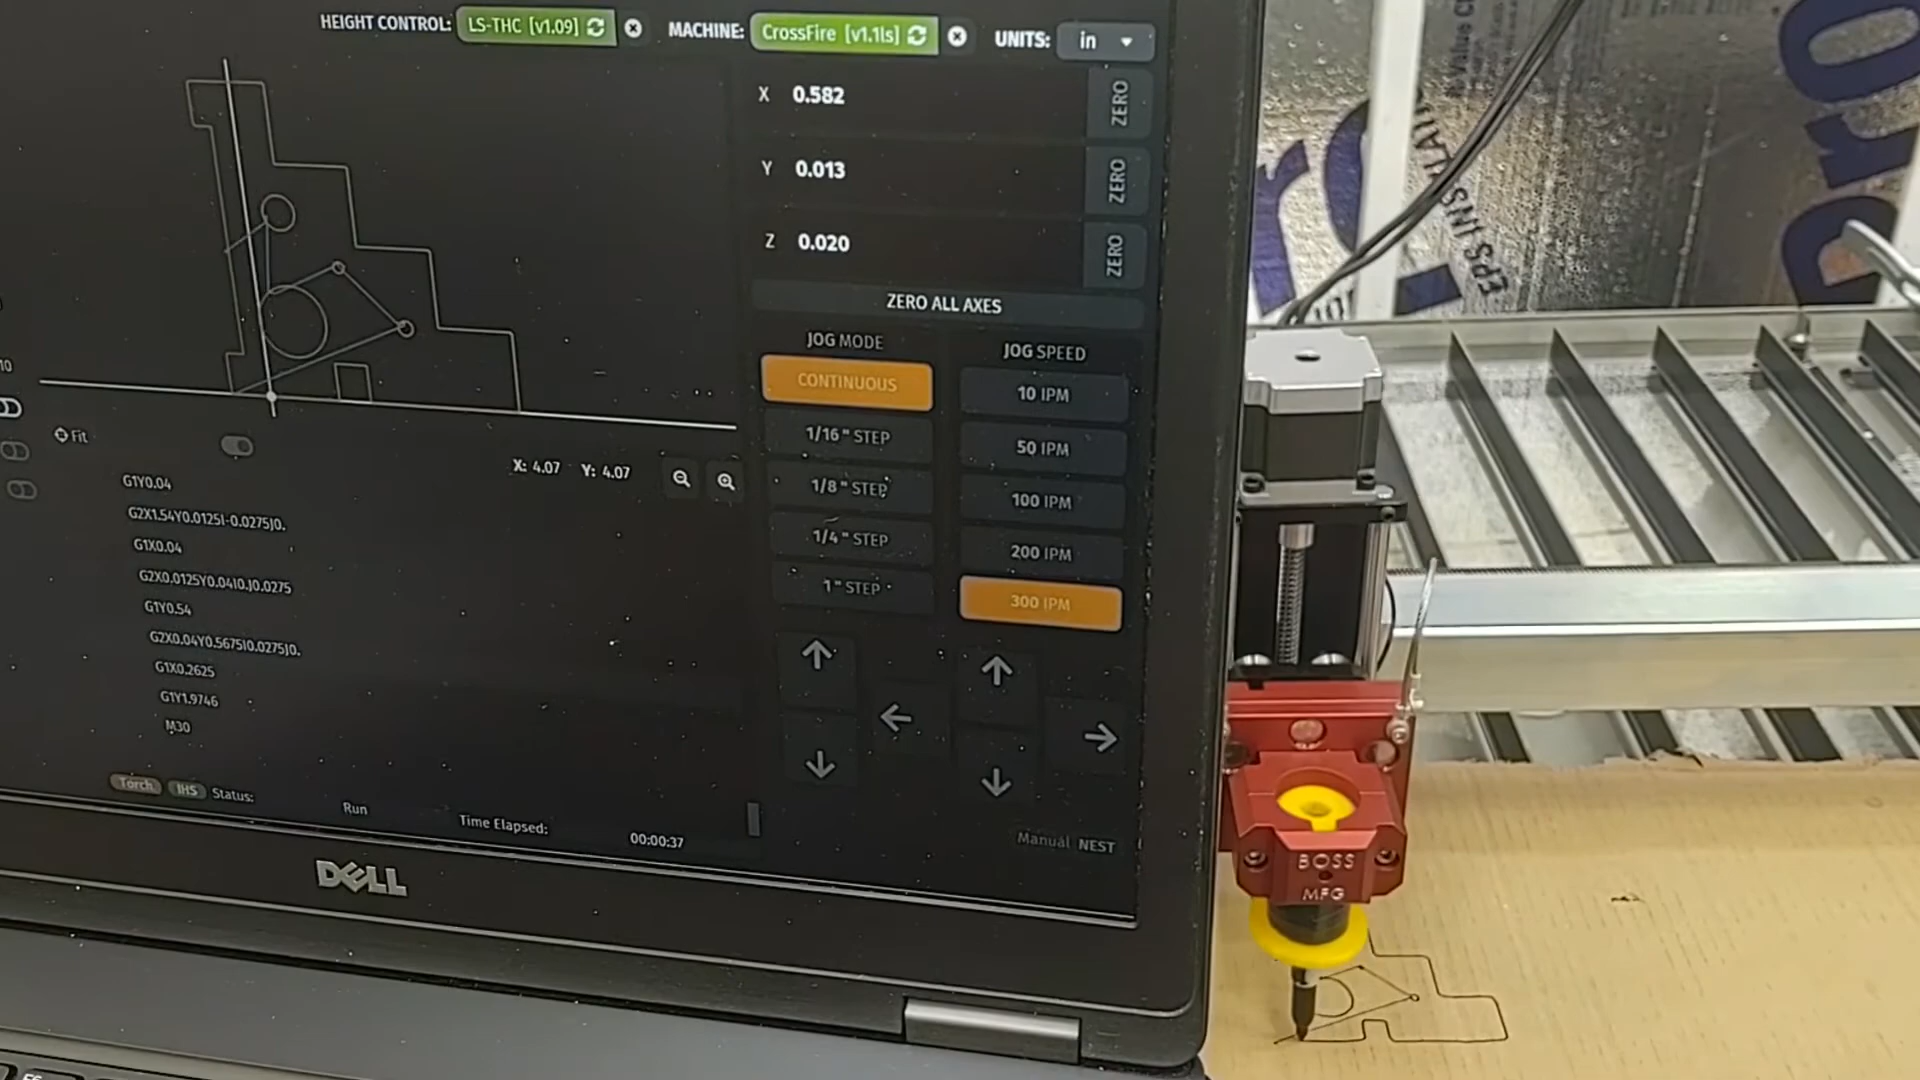 HEIGHT CONTROL: LS-THC [v1.09] MACHINE: CrossFire [v1.1ls] UNITS: in
X 0.582 ZERO
Y 0.013 ZERO
Z 0.020 ZERO
ZERO ALL AXES
JOG MODE JOG SPEED
CONTINUOUS 10 IPM
1/16" STEP 50 IPM
1/8" STEP 100 IPM
1/4" STEP 200 IPM
1" STEP 300 IPM
10
Fit
X: 4.07 Y: 4.07
G1Y0.04
G2X1.54Y0.0125I-0.0275J0.
G1X0.04
G2X0.0125Y0.04I0.J0.0275
G1Y0.54
G2X0.04Y0.5675I0.0275J0.
G1X0.2625
G1Y1.9746
M30
Torch IHS Status: Run Time Elapsed: 00:00:37
Manual NEST
DELL
BOSS
MFG
EPS INSULATI
pro